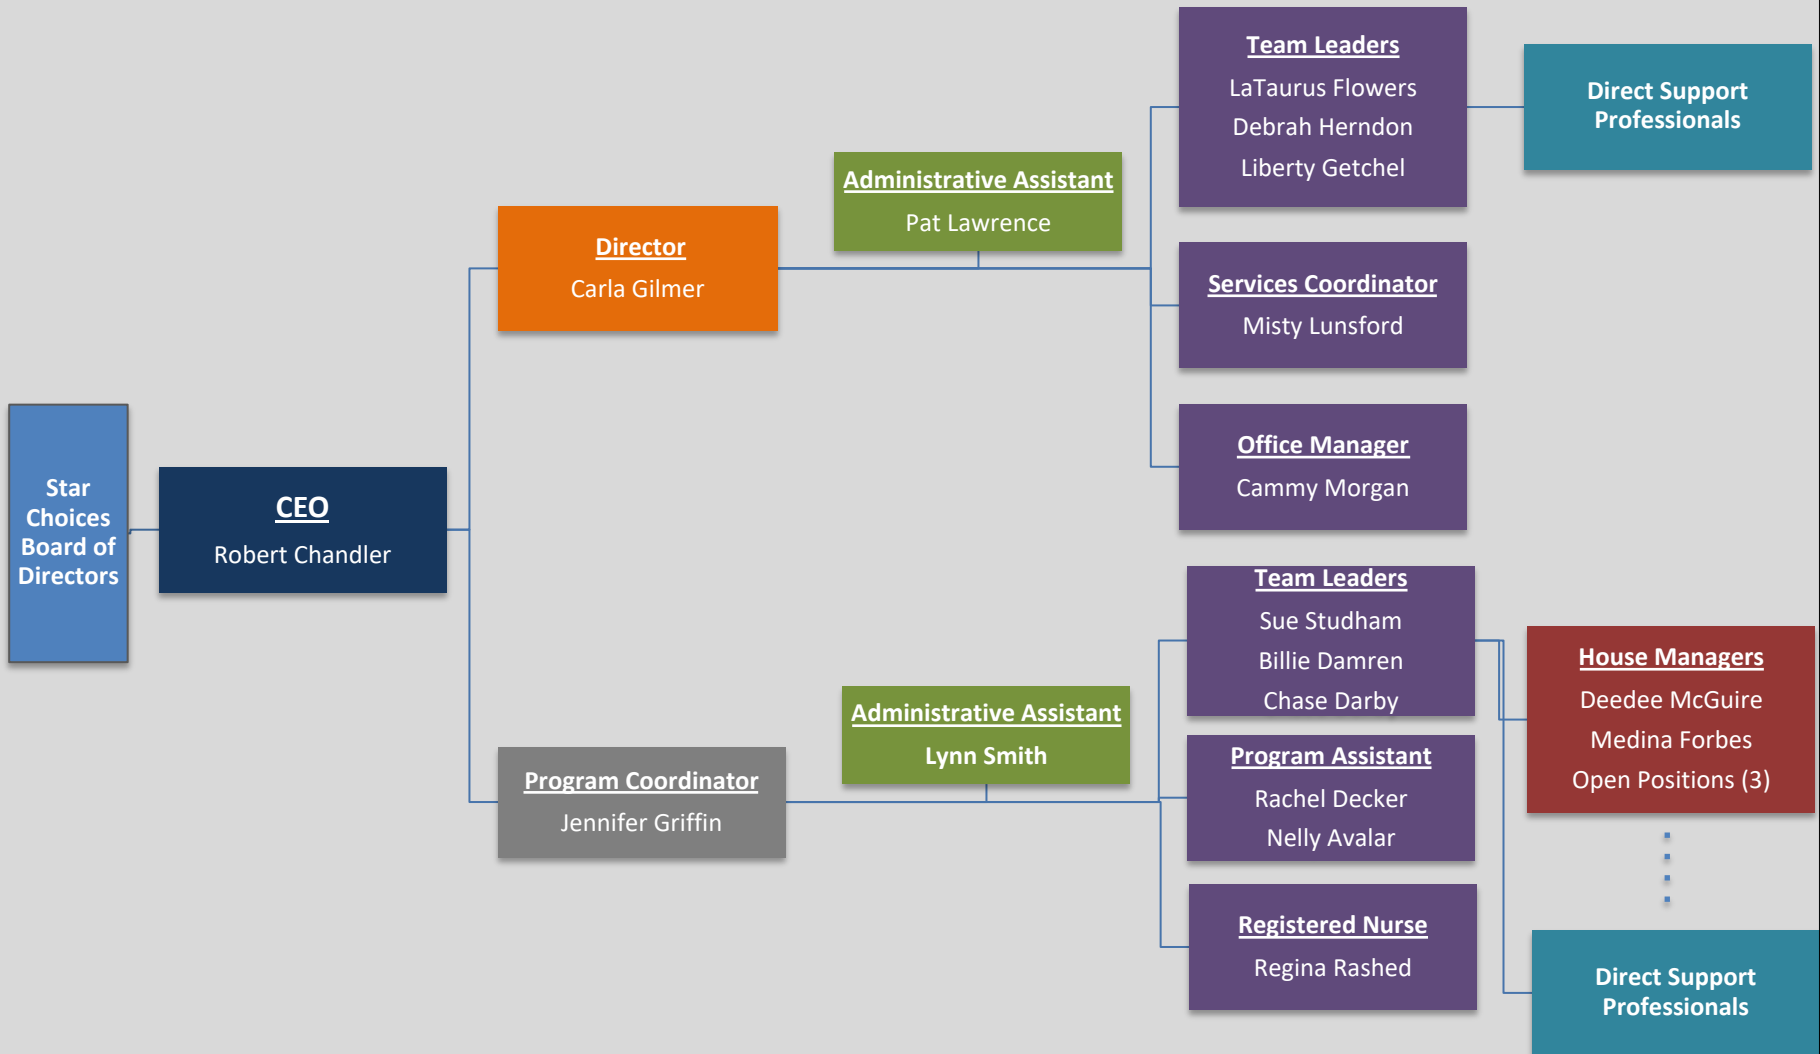 Star
Choices
Board of
Directors
CEO
Robert Chandler
Director
Carla Gilmer
Administrative Assistant
Pat Lawrence
Team Leaders
LaTaurus Flowers
Debrah Herndon
Liberty Getchel
Direct Support
Professionals
Services Coordinator
Misty Lunsford
Office Manager
Cammy Morgan
Program Coordinator
Jennifer Griffin
Administrative Assistant
Lynn Smith
Team Leaders
Sue Studham
Billie Damren
Chase Darby
House Managers
Deedee McGuire
Medina Forbes
Open Positions (3)
Program Assistant
Rachel Decker
Nelly Avalar
Registered Nurse
Regina Rashed
Direct Support
Professionals